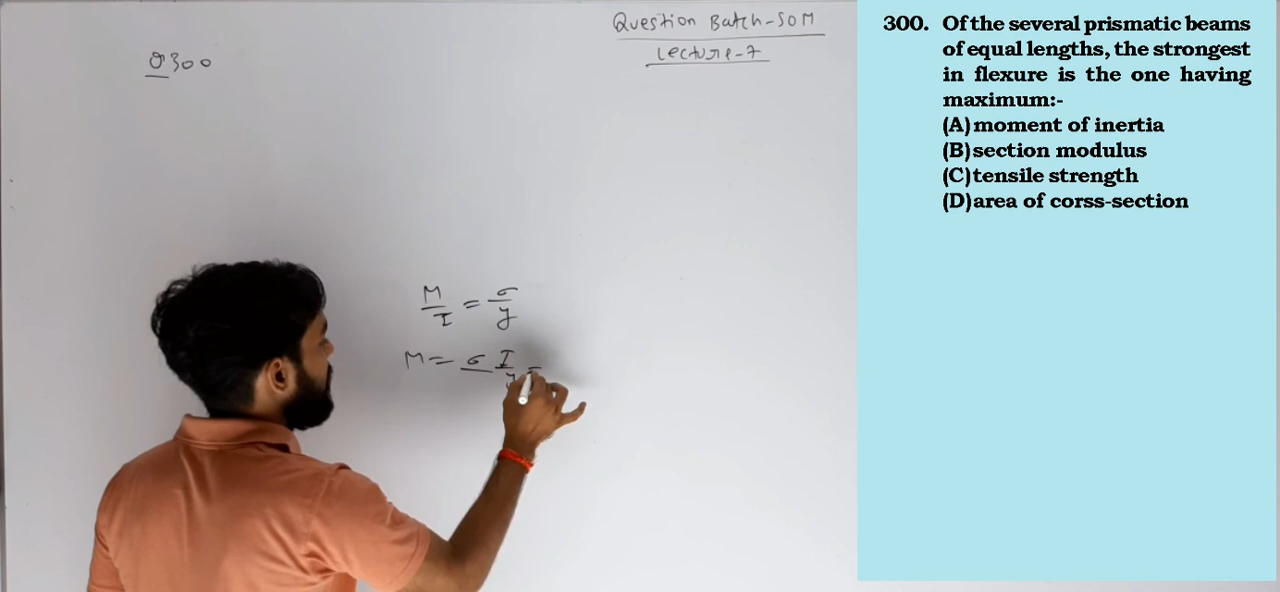 Question Batch-SOM
Lecture-7
Q300
M/I = σ/y
M = σ I/y =
300. Of the several prismatic beams
of equal lengths, the strongest
in flexure is the one having
maximum:-
(A) moment of inertia
(B) section modulus
(C) tensile strength
(D) area of corss-section